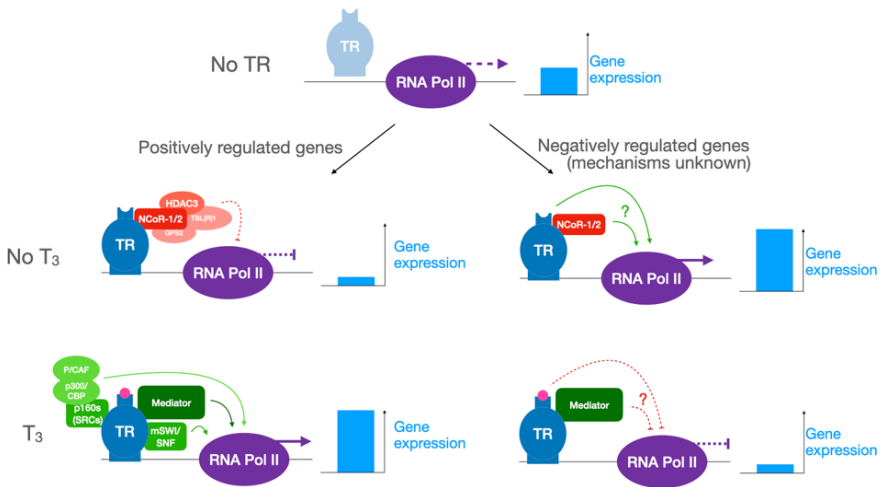 No TR
TR
RNA Pol II
Gene
expression
Positively regulated genes
Negatively regulated genes
(mechanisms unknown)
No T3
HDAC3
NCoR-1/2
TBL(R)1
GPS2
TR
RNA Pol II
Gene
expression
NCoR-1/2
?
TR
RNA Pol II
Gene
expression
T3
P/CAF
p300/
CBP
p160s
(SRCs)
Mediator
mSWI/
SNF
TR
RNA Pol II
Gene
expression
Mediator
?
TR
RNA Pol II
Gene
expression